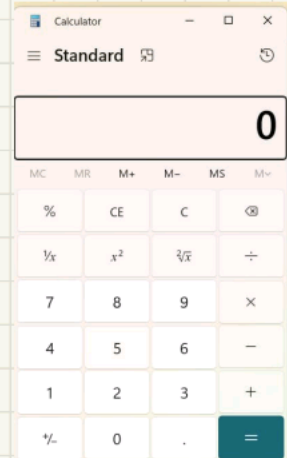 Calculator
Standard
0
MC MR M+ M− MS M˅
% CE C
¹/x x² ²√x ÷
7 8 9 ×
4 5 6 −
1 2 3 +
⁺/₋ 0 . =